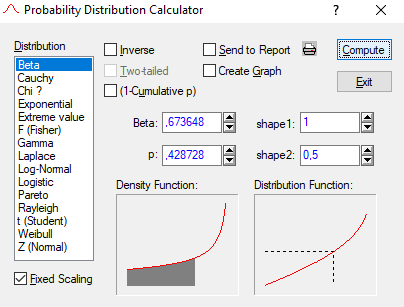 Probability Distribution Calculator
Distribution
Beta
Cauchy
Chi ?
Exponential
Extreme value
F (Fisher)
Gamma
Laplace
Log-Normal
Logistic
Pareto
Rayleigh
t (Student)
Weibull
Z (Normal)
Fixed Scaling
Inverse
Two-tailed
(1-Cumulative p)
Send to Report
Create Graph
Compute
Exit
Beta: ,673648
shape1: 1
p: ,428728
shape2: 0,5
Density Function:
Distribution Function: